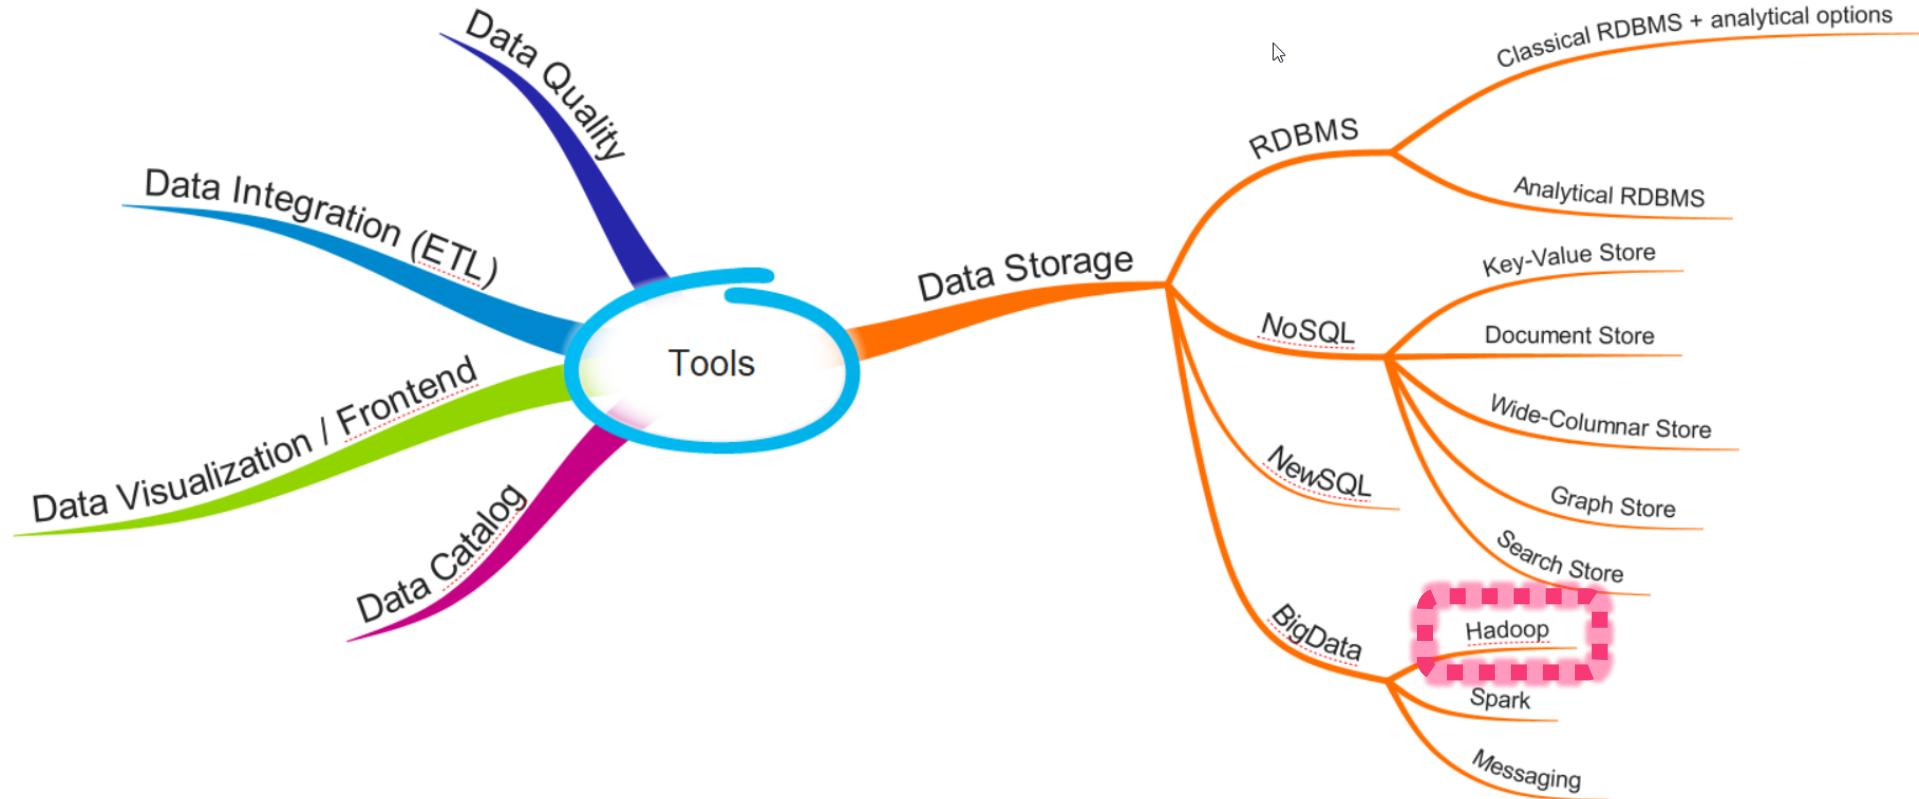 Data Quality
Data Integration (ETL)
Data Visualization / Frontend
Data Catalog
Tools
Data Storage
RDBMS
Classical RDBMS + analytical options
Analytical RDBMS
NoSQL
Key-Value Store
Document Store
Wide-Columnar Store
Graph Store
Search Store
NewSQL
BigData
Hadoop
Spark
Messaging